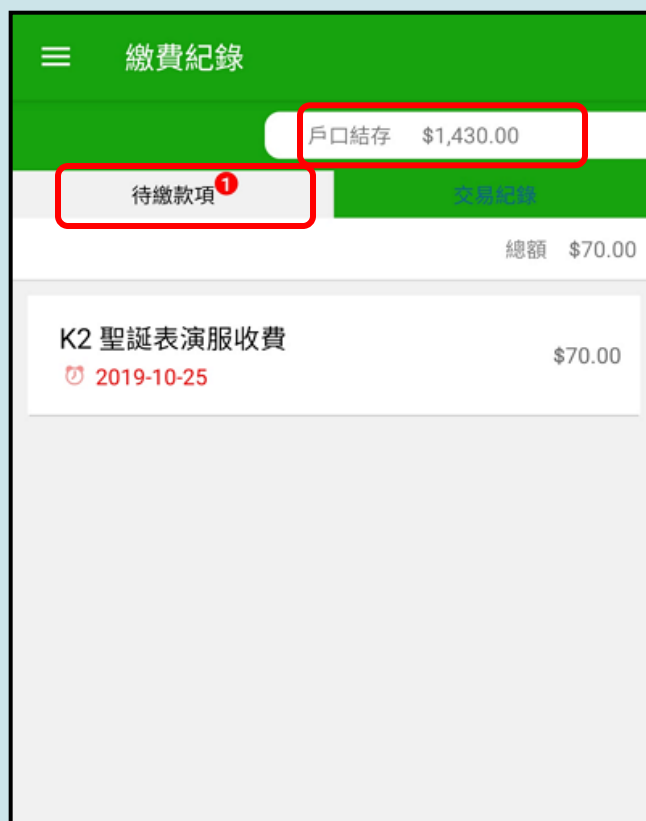 繳費紀錄
戶口結存 $1,430.00
待繳款項 1 交易紀錄
總額 $70.00
K2 聖誕表演服收費
$70.00
2019-10-25